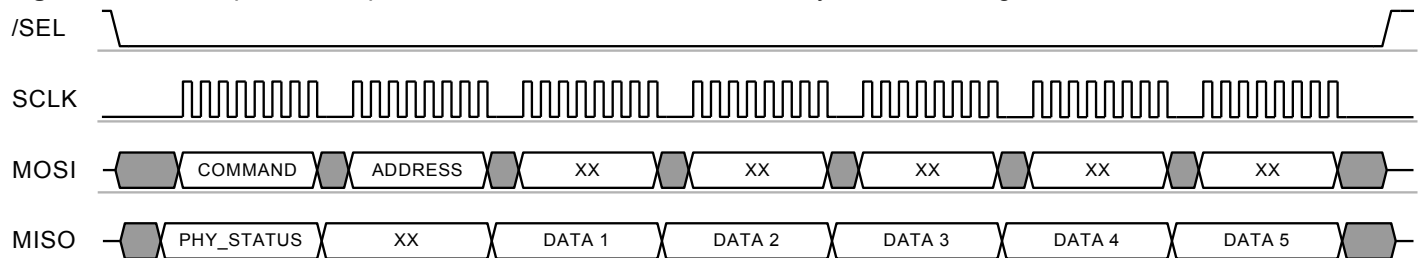 /SEL
SCLK
MOSI COMMAND ADDRESS XX XX XX XX XX
MISO PHY_STATUS XX DATA 1 DATA 2 DATA 3 DATA 4 DATA 5